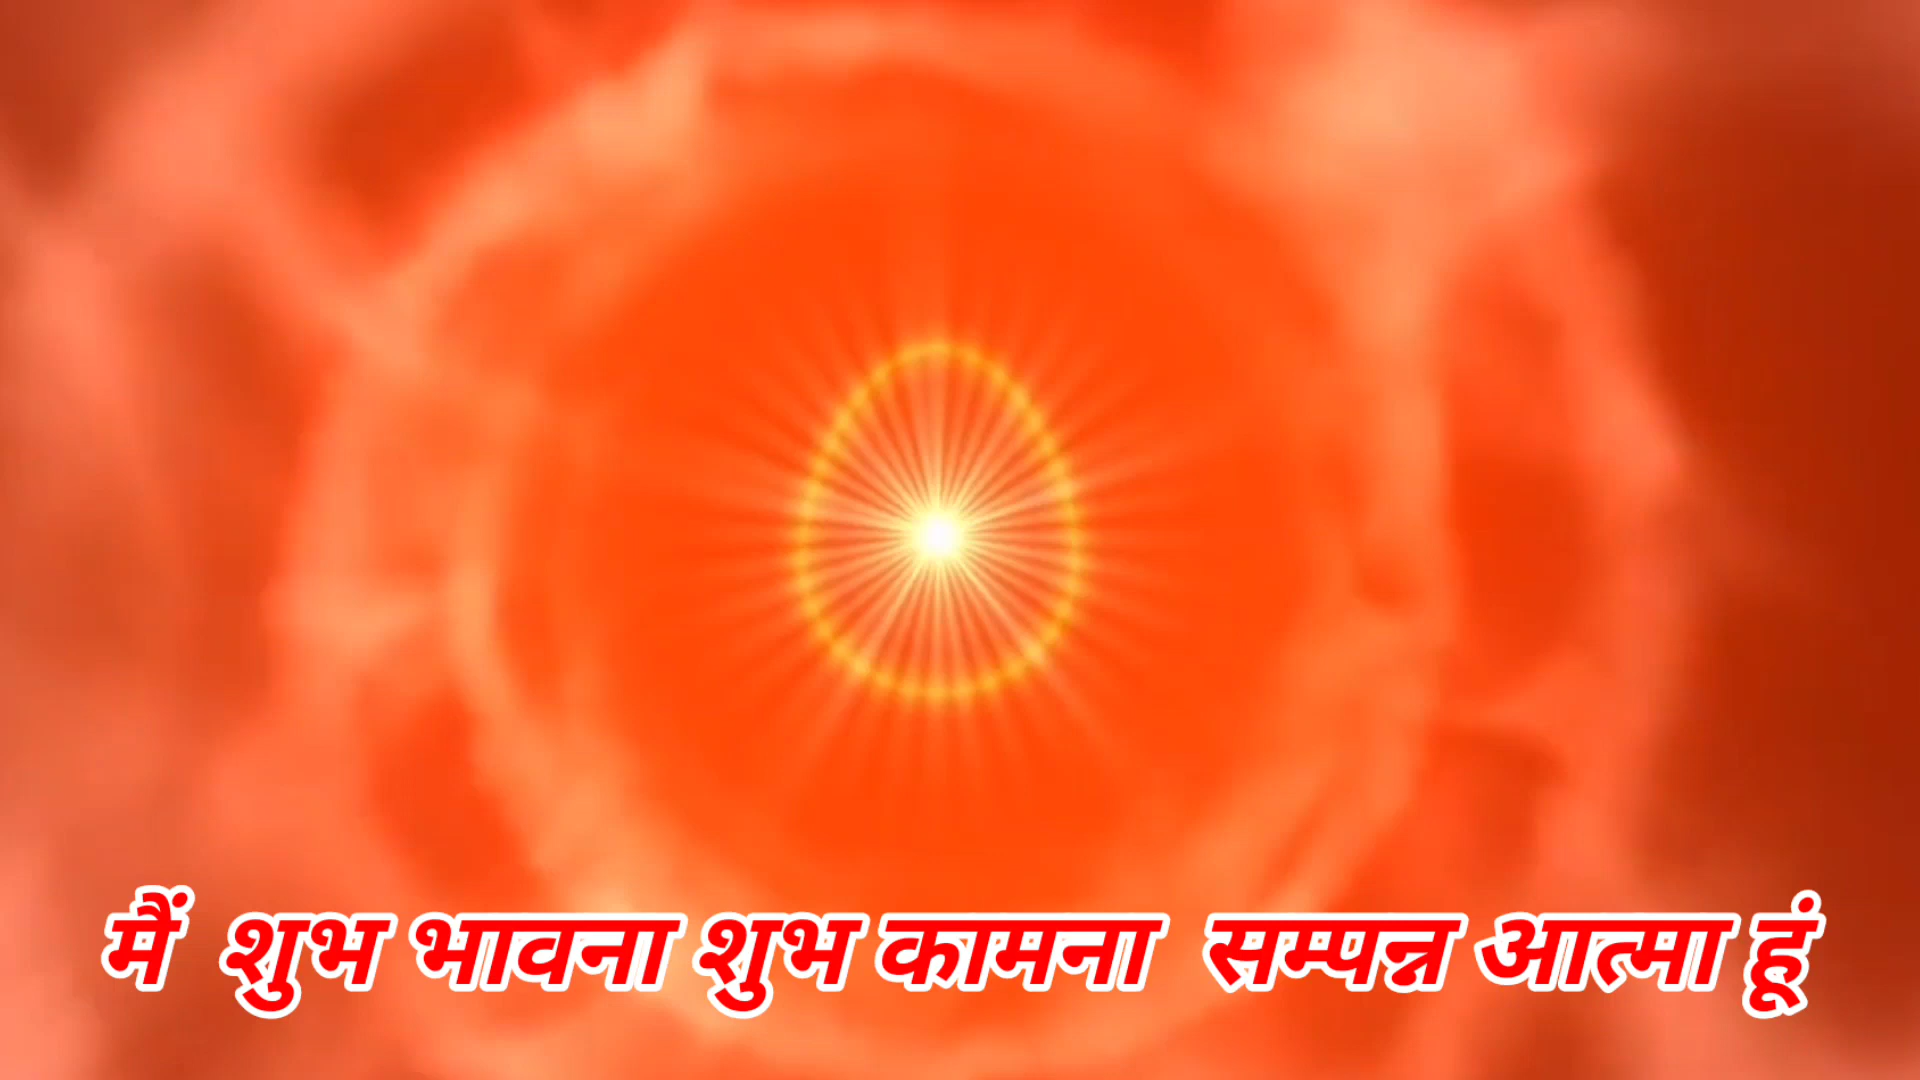 मैं शुभ भावना शुभ कामना सम्पन्न आत्मा हूं